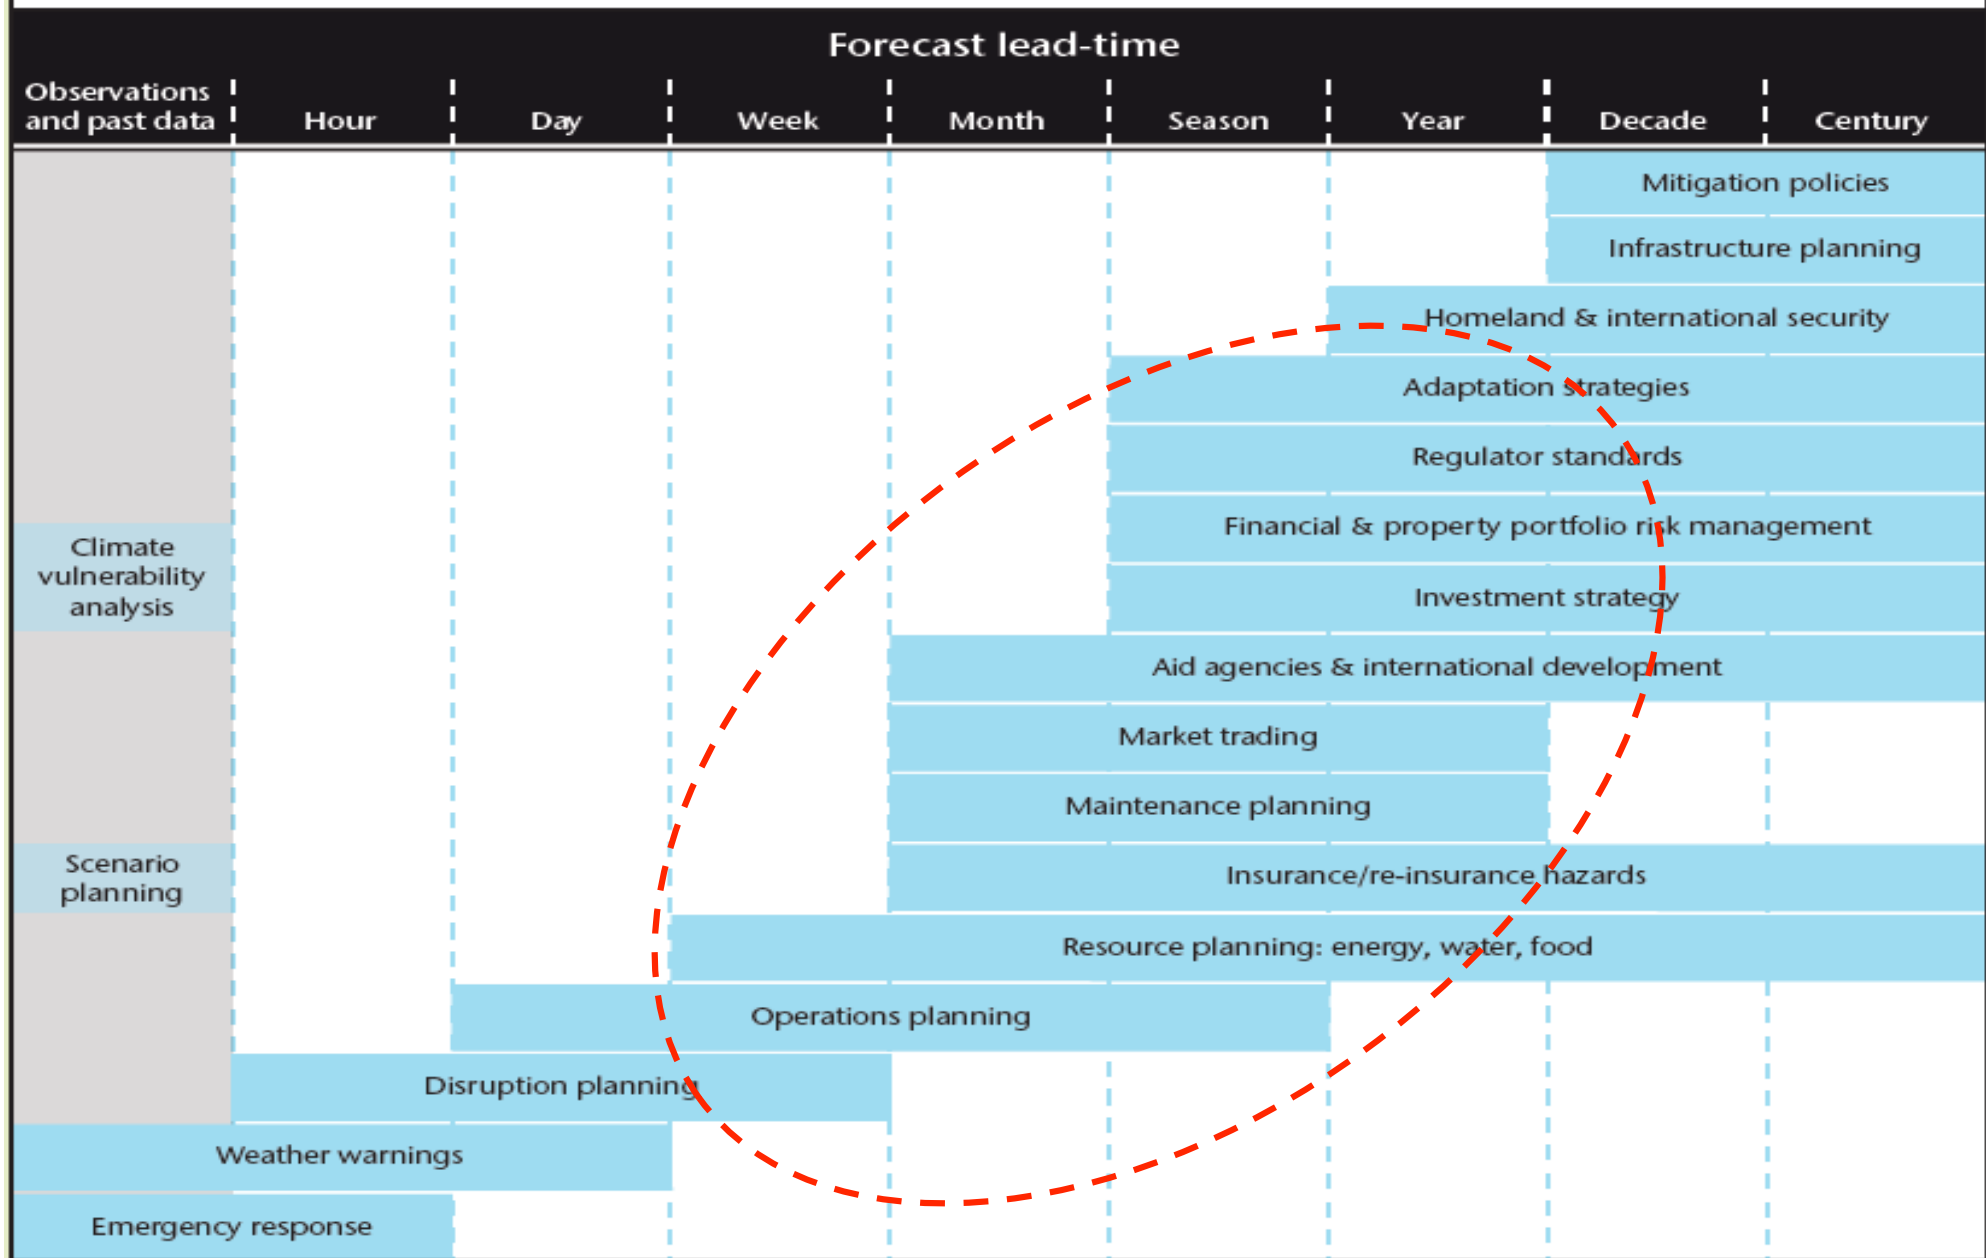 Forecast lead-time
Observations
and past data
Hour
Day
Week
Month
Season
Year
Decade
Century
Mitigation policies
Infrastructure planning
Homeland & international security
Adaptation strategies
Regulator standards
Financial & property portfolio risk management
Climate
vulnerability
analysis
Investment strategy
Aid agencies & international development
Market trading
Maintenance planning
Scenario
planning
Insurance/re-insurance hazards
Resource planning: energy, water, food
Operations planning
Disruption planning
Weather warnings
Emergency response